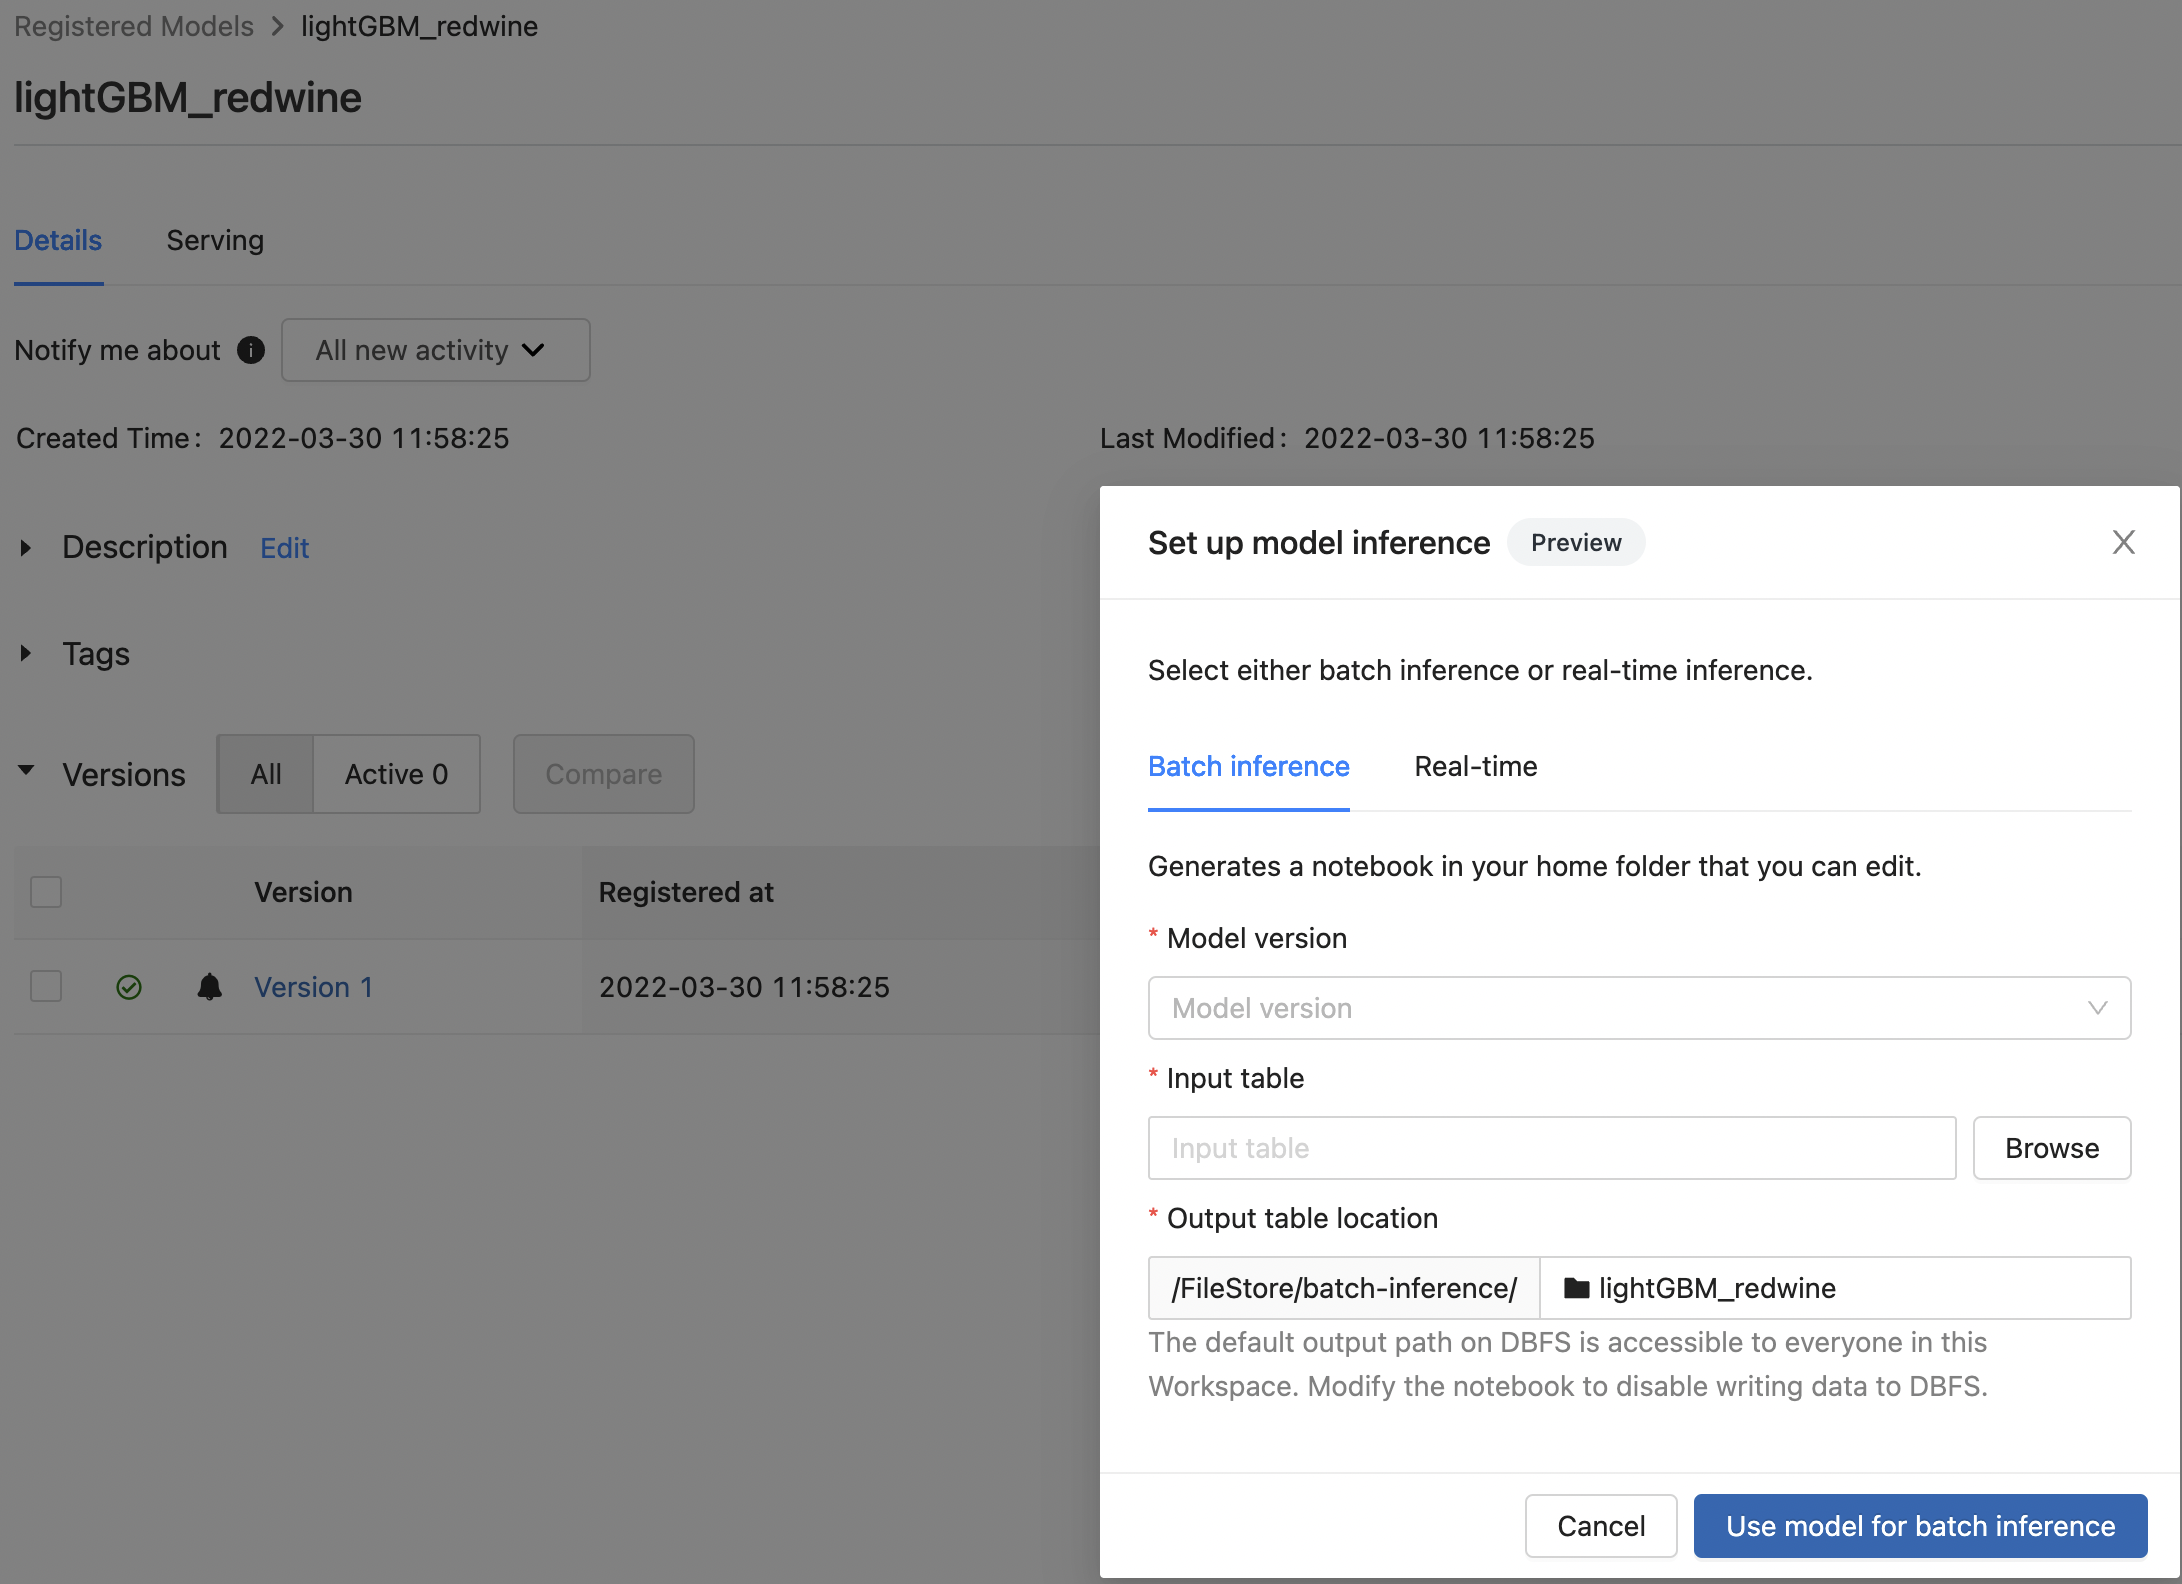 Registered Models > lightGBM_redwine
lightGBM_redwine
Details Serving
Notify me about All new activity
Created Time: 2022-03-30 11:58:25
Last Modified: 2022-03-30 11:58:25
Description Edit
Tags
Versions All Active 0 Compare
Version Registered at
Version 1 2022-03-30 11:58:25
Set up model inference Preview
Select either batch inference or real-time inference.
Batch inference Real-time
Generates a notebook in your home folder that you can edit.
* Model version
Model version
* Input table
Input table Browse
* Output table location
/FileStore/batch-inference/ lightGBM_redwine
The default output path on DBFS is accessible to everyone in this
Workspace. Modify the notebook to disable writing data to DBFS.
Cancel Use model for batch inference